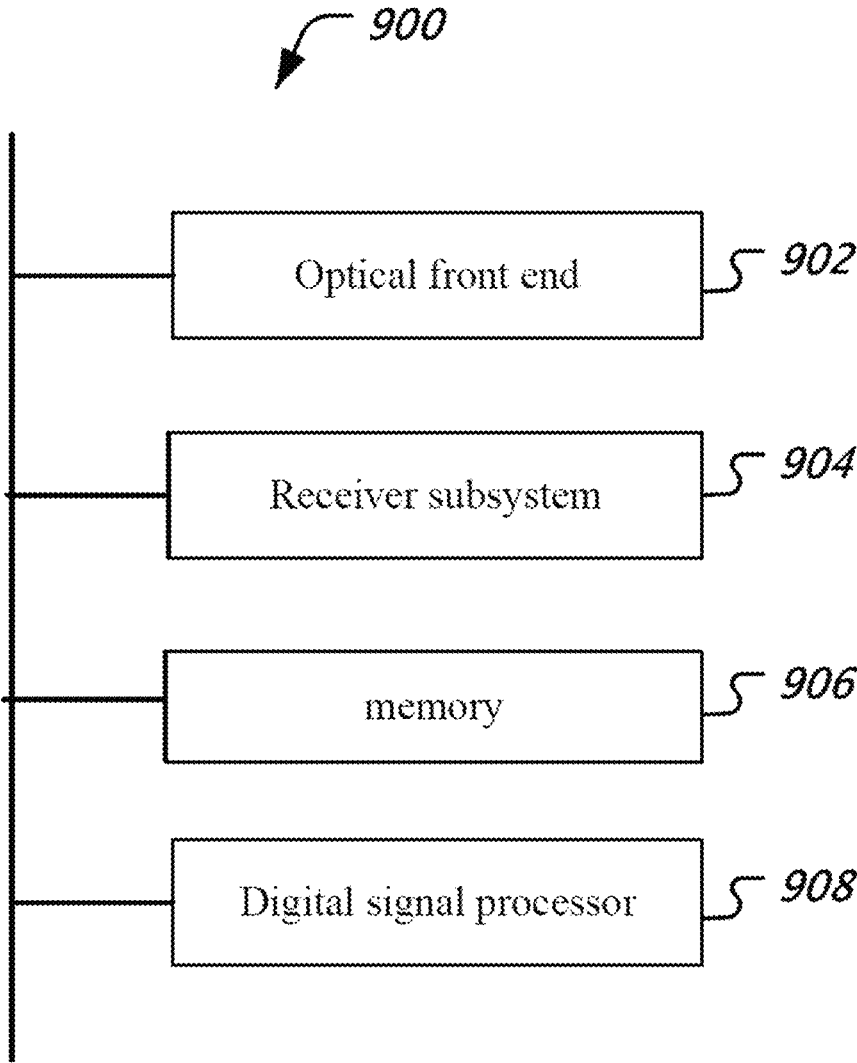 900
Optical front end
902
Receiver subsystem
904
memory
906
Digital signal processor
908